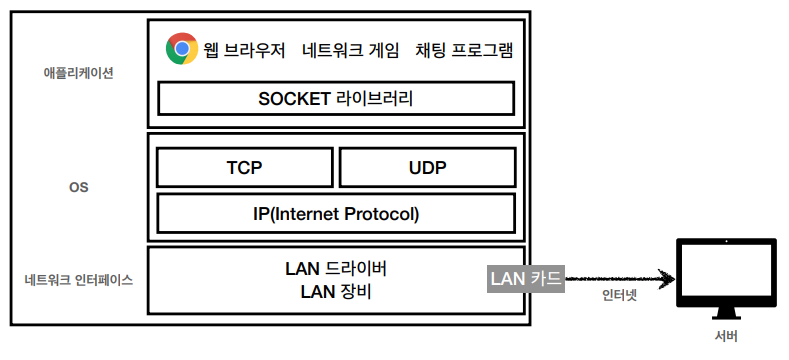 애플리케이션
웹 브라우저 네트워크 게임 채팅 프로그램
SOCKET 라이브러리
OS
TCP
UDP
IP(Internet Protocol)
네트워크 인터페이스
LAN 드라이버
LAN 장비
LAN 카드
인터넷
서버